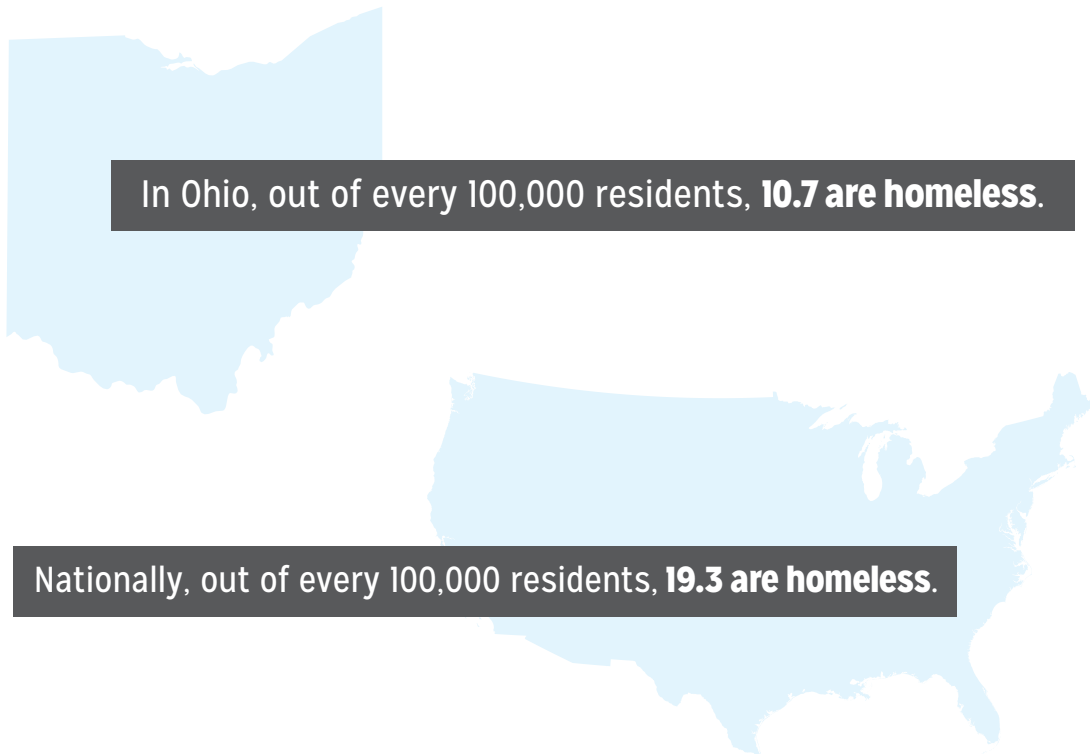 In Ohio, out of every 100,000 residents, 10.7 are homeless.
Nationally, out of every 100,000 residents, 19.3 are homeless.